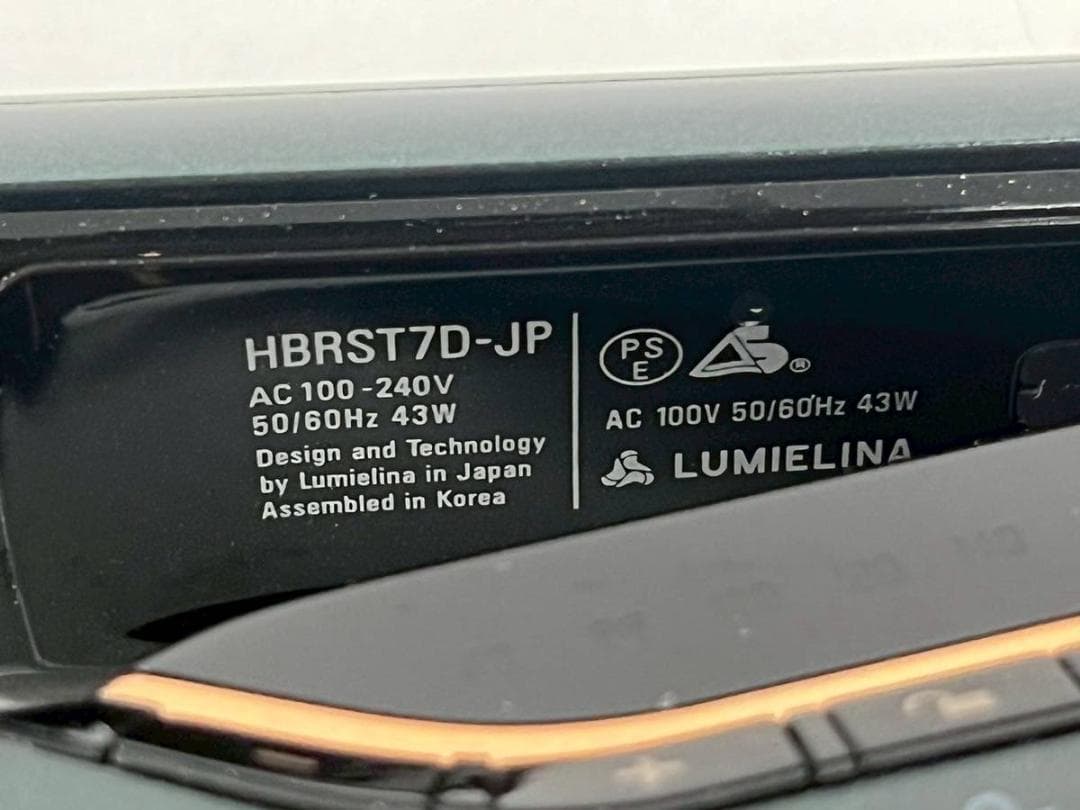 HBRST7D-JP
AC 100-240V
50/60Hz 43W
Design and Technology
by Lumielina in Japan
Assembled in Korea
PS
E
®
AC 100V 50/60Hz 43W
LUMIELINA